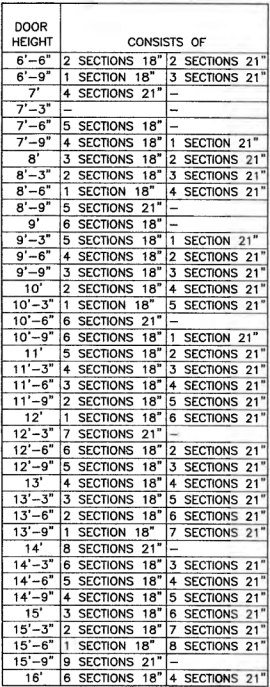 DOOR
HEIGHT CONSISTS OF
6'-6" 2 SECTIONS 18" 2 SECTIONS 21"
6'-9" 1 SECTION 18" 3 SECTIONS 21"
7' 4 SECTIONS 21" -
7'-3" - -
7'-6" 5 SECTIONS 18" -
7'-9" 4 SECTIONS 18" 1 SECTION 21"
8' 3 SECTIONS 18" 2 SECTIONS 21"
8'-3" 2 SECTIONS 18" 3 SECTIONS 21"
8'-6" 1 SECTION 18" 4 SECTIONS 21"
8'-9" 5 SECTIONS 21" -
9' 6 SECTIONS 18" -
9'-3" 5 SECTIONS 18" 1 SECTION 21"
9'-6" 4 SECTIONS 18" 2 SECTIONS 21"
9'-9" 3 SECTIONS 18" 3 SECTIONS 21"
10' 2 SECTIONS 18" 4 SECTIONS 21"
10'-3" 1 SECTION 18" 5 SECTIONS 21"
10'-6" 6 SECTIONS 21" -
10'-9" 6 SECTIONS 18" 1 SECTION 21"
11' 5 SECTIONS 18" 2 SECTIONS 21"
11'-3" 4 SECTIONS 18" 3 SECTIONS 21"
11'-6" 3 SECTIONS 18" 4 SECTIONS 21"
11'-9" 2 SECTIONS 18" 5 SECTIONS 21"
12' 1 SECTIONS 18" 6 SECTIONS 21"
12'-3" 7 SECTIONS 21" -
12'-6" 6 SECTIONS 18" 2 SECTIONS 21"
12'-9" 5 SECTIONS 18" 3 SECTIONS 21"
13' 4 SECTIONS 18" 4 SECTIONS 21"
13'-3" 3 SECTIONS 18" 5 SECTIONS 21"
13'-6" 2 SECTIONS 18" 6 SECTIONS 21"
13'-9" 1 SECTION 18" 7 SECTIONS 21"
14' 8 SECTIONS 21" -
14'-3" 6 SECTIONS 18" 3 SECTIONS 21"
14'-6" 5 SECTIONS 18" 4 SECTIONS 21"
14'-9" 4 SECTIONS 18" 5 SECTIONS 21"
15' 3 SECTIONS 18" 6 SECTIONS 21"
15'-3" 2 SECTIONS 18" 7 SECTIONS 21"
15'-6" 1 SECTION 18" 8 SECTIONS 21"
15'-9" 9 SECTIONS 21" -
16' 6 SECTIONS 18" 4 SECTIONS 21"